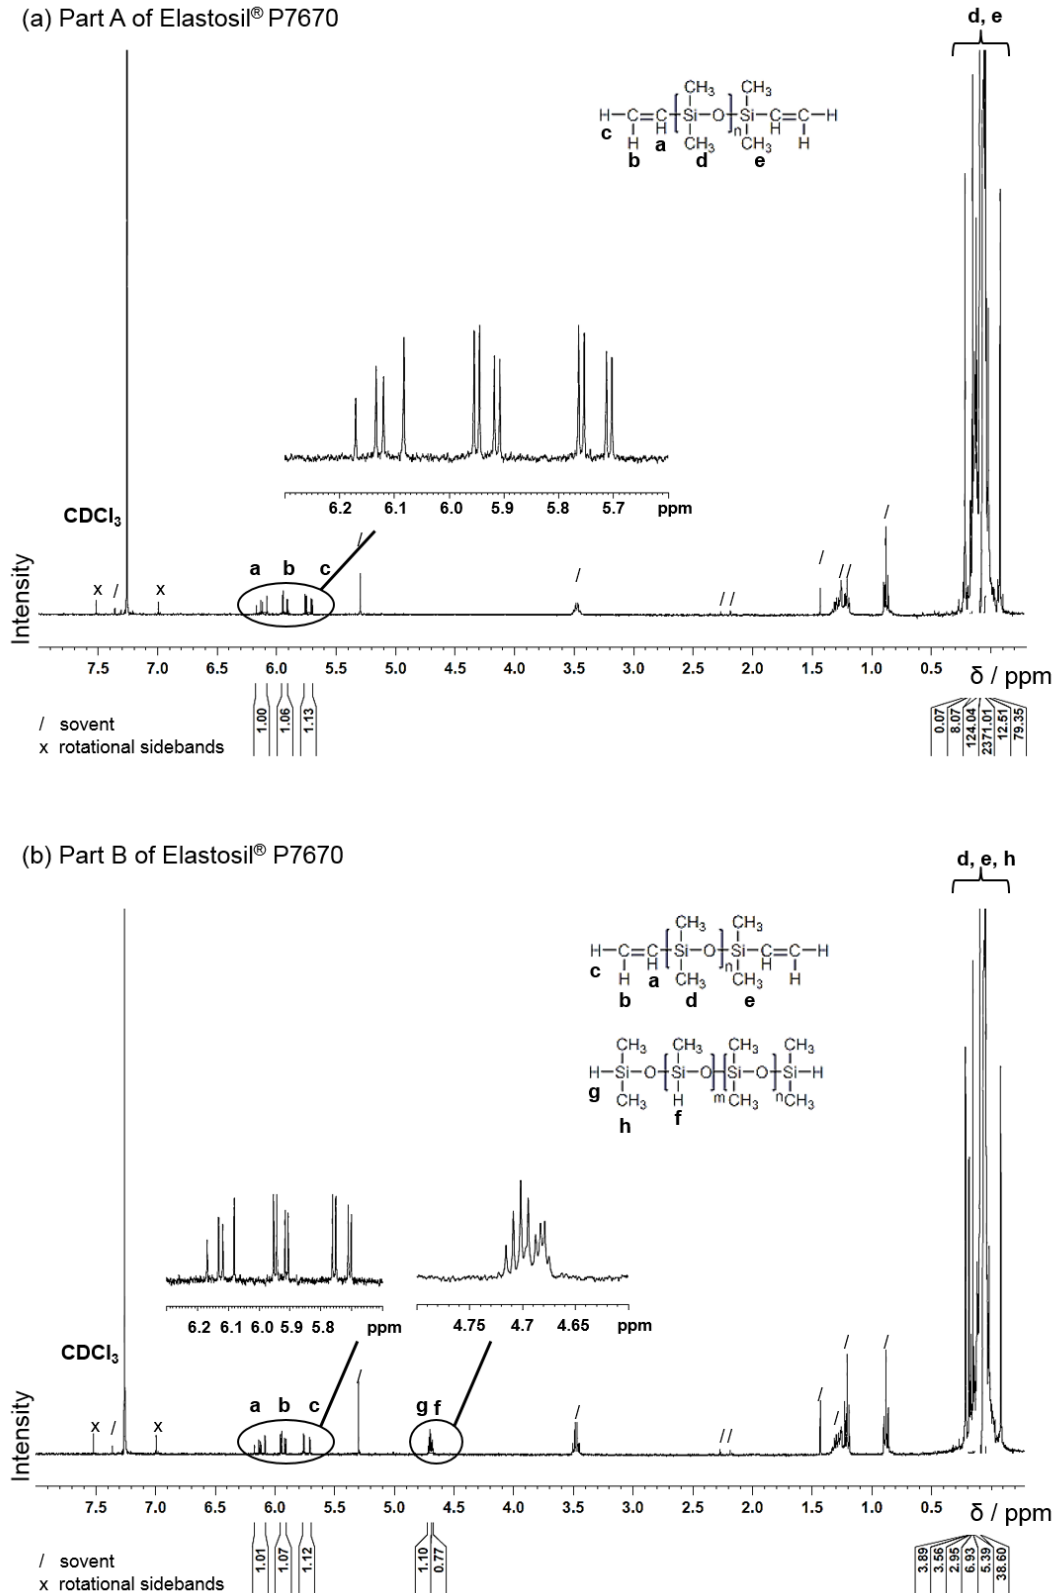 (a) Part A of Elastosil® P7670
d, e
CH₃ CH₃
H C C Si O Si C C H
c H H n H H
CH₃ CH₃
b a d e
6.2 6.1 6.0 5.9 5.8 5.7 ppm
CDCl₃
Intensity
x / x a b c / / / / / / / / /
7.5 7.0 6.5 6.0 5.5 5.0 4.5 4.0 3.5 3.0 2.5 2.0 1.5 1.0 0.5
δ / ppm
1.00 1.06 1.13
0.07 8.07 124.04 2371.01 12.51 79.35
/ sovent
x rotational sidebands
(b) Part B of Elastosil® P7670
d, e, h
CH₃ CH₃
H C C Si O Si C C H
c H H n H H
CH₃ CH₃
b a d e
CH₃ CH₃ CH₃ CH₃
H Si O Si O Si O Si H
g CH₃ H m CH₃ n CH₃
h f
6.2 6.1 6.0 5.9 5.8 ppm
4.75 4.7 4.65 ppm
CDCl₃
Intensity
x / x a b c / g f / / / / / / /
7.5 7.0 6.5 6.0 5.5 5.0 4.5 4.0 3.5 3.0 2.5 2.0 1.5 1.0 0.5
δ / ppm
1.01 1.07 1.12
1.10 0.77
3.89 3.56 2.95 6.93 5.39 38.60
/ sovent
x rotational sidebands